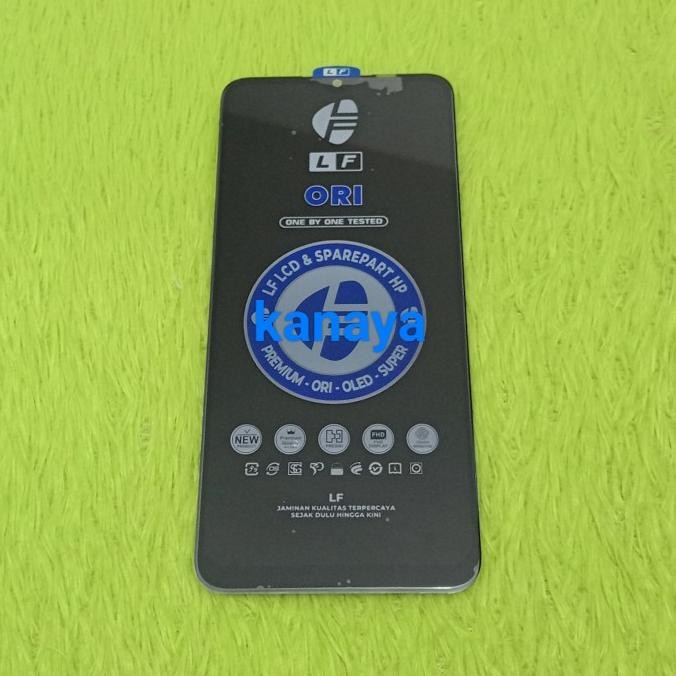 LF
LF
ORI
ONE BY ONE TESTED
LF LCD & SPAREPART HP
kanaya
PREMIUM - ORI - OLED - SUPER
NEW
Premium
FHD
LF
JAMINAN KUALITAS TERPERCAYA
SEJAK DULU HINGGA KINI